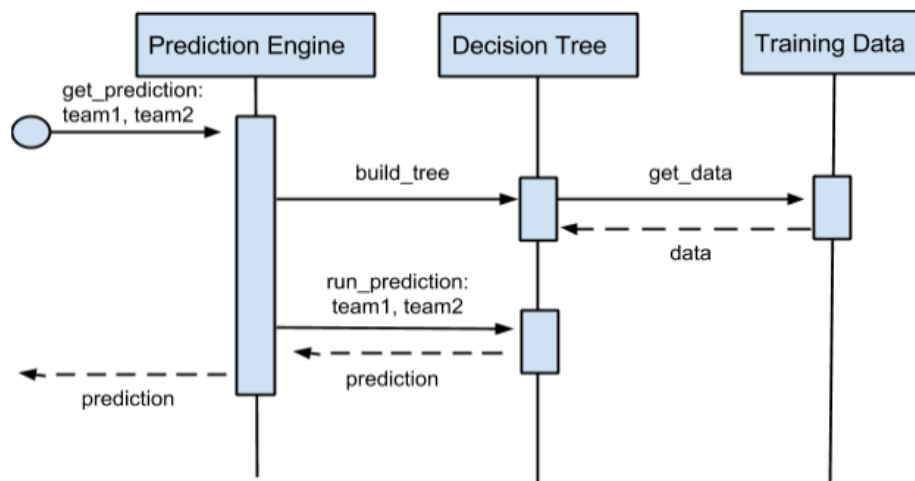 Prediction Engine
Decision Tree
Training Data
get_prediction:
team1, team2
build_tree
get_data
data
run_prediction:
team1, team2
prediction
prediction